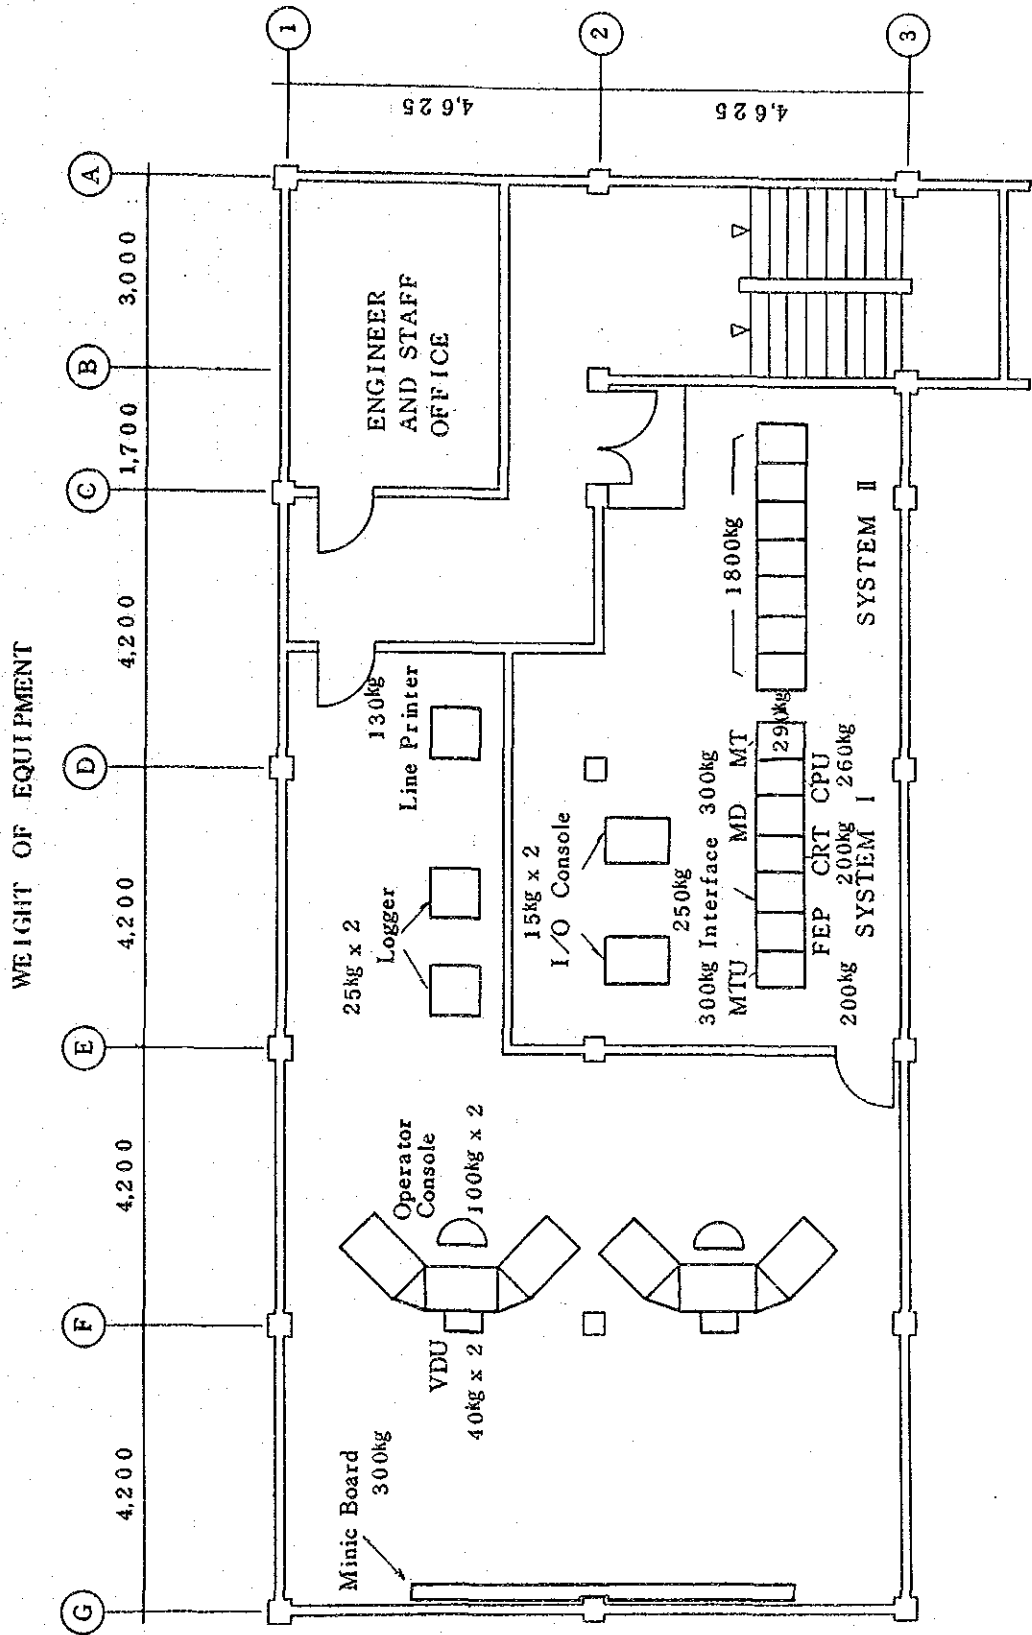 WEIGHT OF EQUIPMENT
G
F
E
D
C
B
A
4,200
4,200
4,200
4,200
1,700
3,000
1
2
3
4,625
4,625
Minic Board
300kg
VDU
40kg x 2
Operator
Console
100kg x 2
25kg x 2
Logger
130kg
Line Printer
ENGINEER
AND STAFF
OFFICE
15kg x 2
I/O Console
250kg
300kg Interface 300kg
MTU MD MT
290kg
1800kg
FEP CRT CPU
200kg 200kg 260kg
SYSTEM I
SYSTEM II